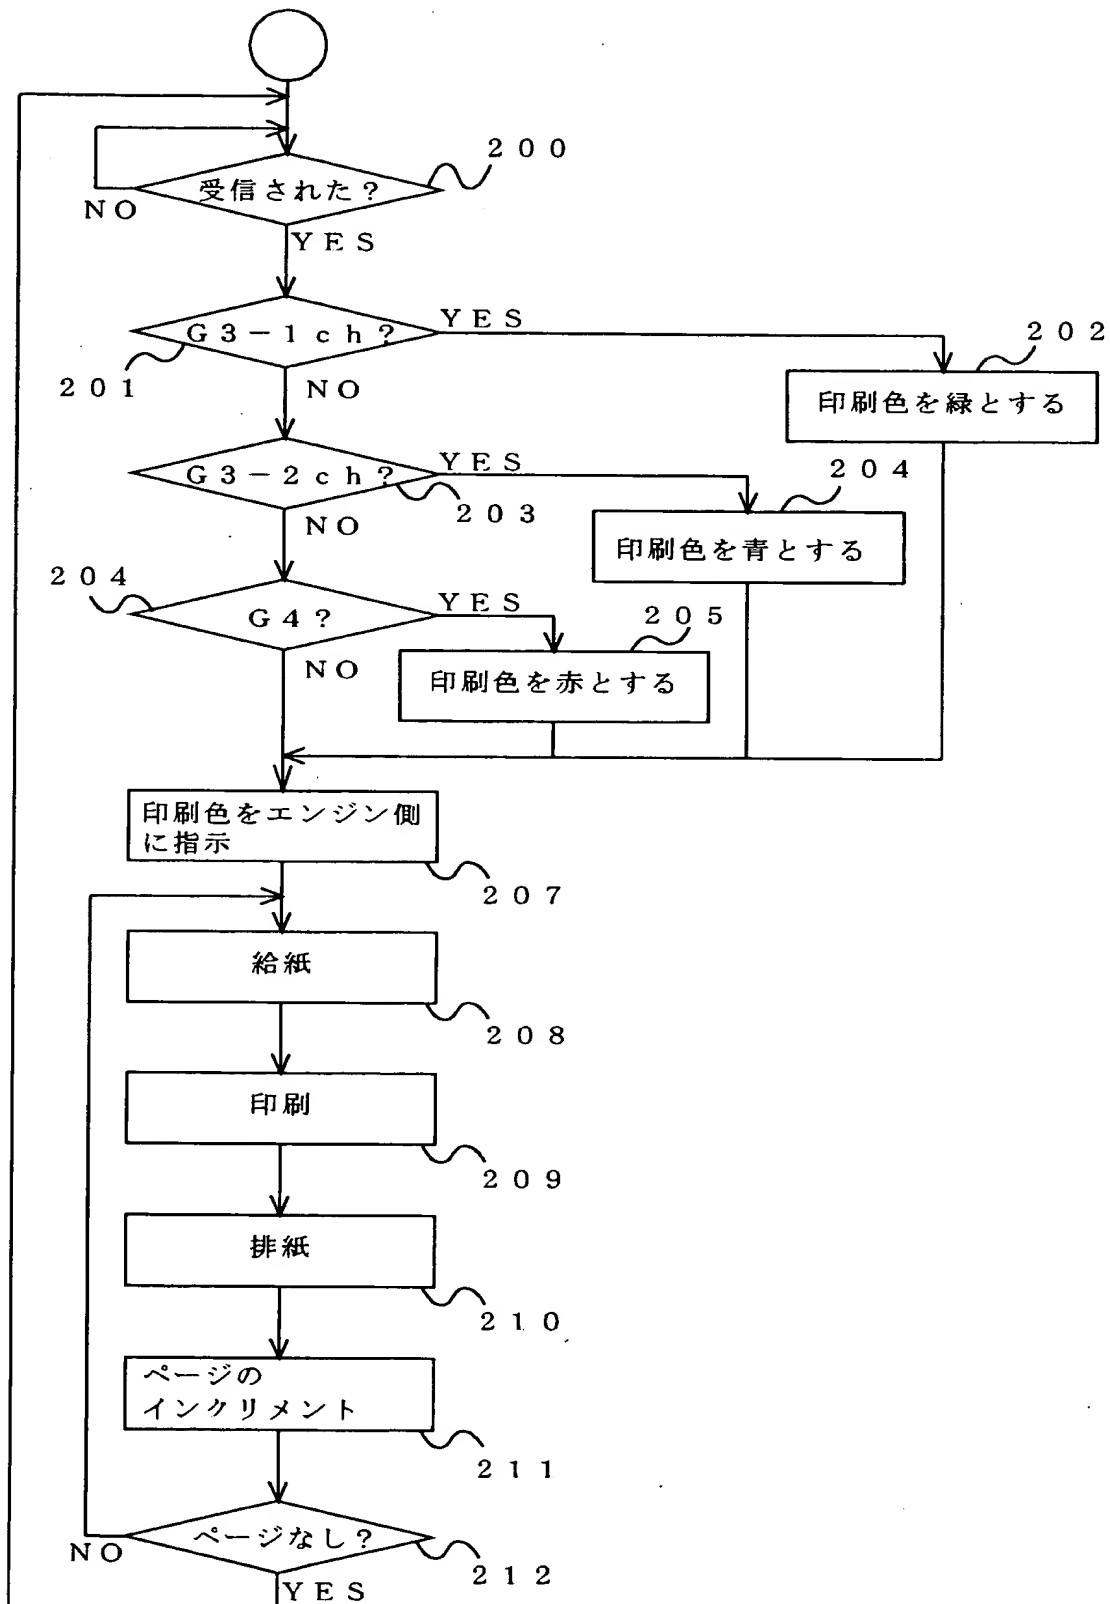 200
受信された?
NO
YES
G3-1ch?
YES
201
NO
202
印刷色を緑とする
G3-2ch?
YES
203
NO
204
印刷色を青とする
204
G4?
YES
NO
205
印刷色を赤とする
印刷色をエンジン側
に指示
207
給紙
208
印刷
209
排紙
210
ページの
インクリメント
211
ページなし?
NO
212
YES